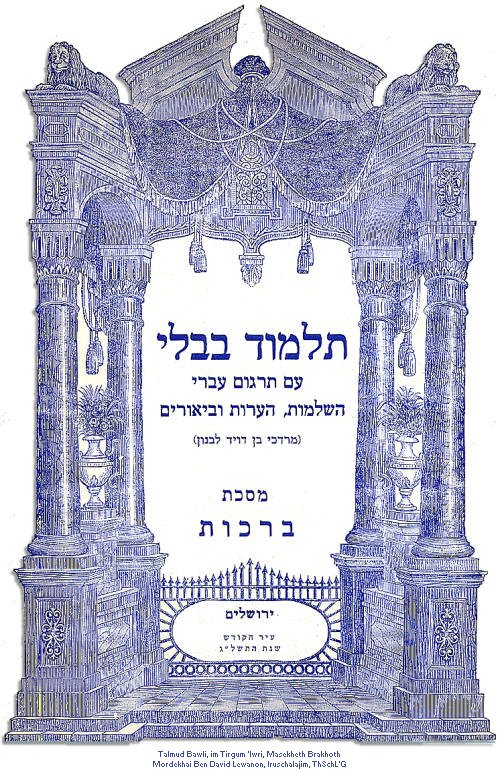 תלמוד בבלי
עם תרגום עברי
השלמות, הערות וביאורים
(מרדכי בן דויד לבנון)
מסכת
ברכות
ירושלים
עיר הקודש
שנת התשל"ג
Talmud Bawli, im Tirgum 'Iwri, Masekheth Brakhoth
Mordekhai Ben David Lewanon, Iruschalajim, ThSchL'G